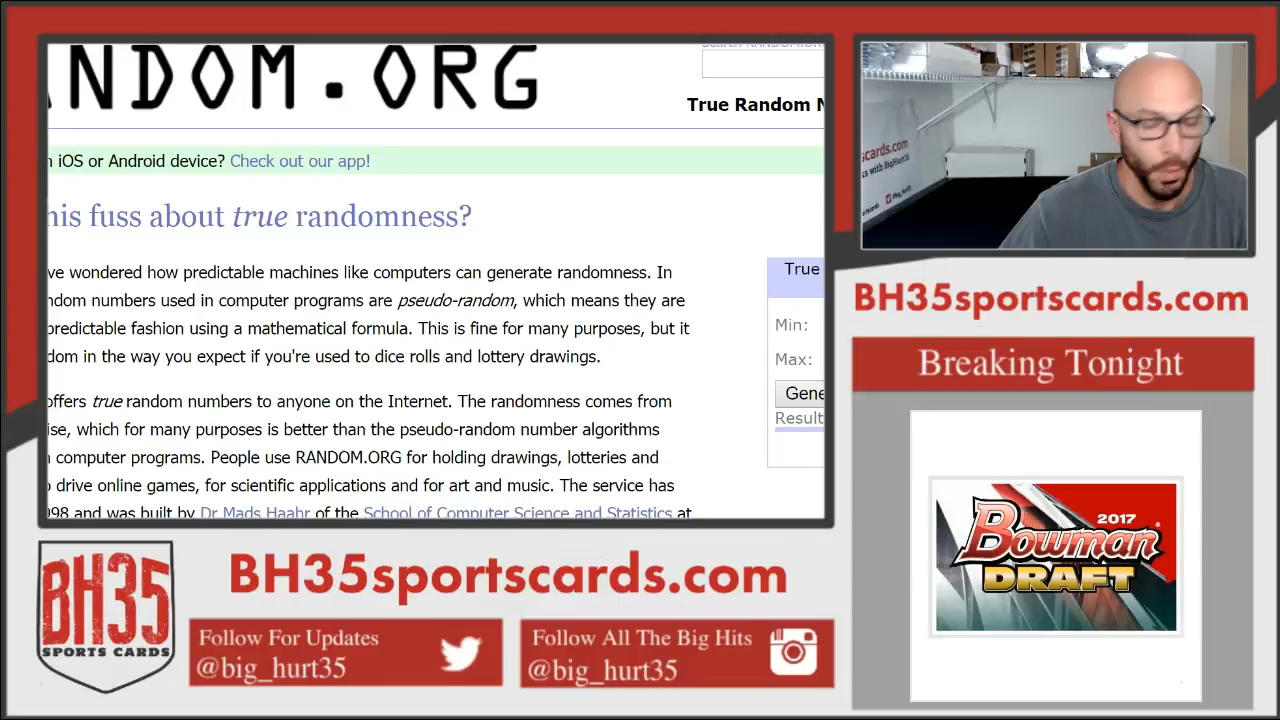 ANDOM.ORG
True Random N
n iOS or Android device? Check out our app!
his fuss about true randomness?
ve wondered how predictable machines like computers can generate randomness. In
ndom numbers used in computer programs are pseudo-random, which means they are
predictable fashion using a mathematical formula. This is fine for many purposes, but it
dom in the way you expect if you're used to dice rolls and lottery drawings.
offers true random numbers to anyone on the Internet. The randomness comes from
ise, which for many purposes is better than the pseudo-random number algorithms
computer programs. People use RANDOM.ORG for holding drawings, lotteries and
drive online games, for scientific applications and for art and music. The service has
998 and was built by Dr Mads Haahr of the School of Computer Science and Statistics at
True
Min:
Max:
Gene
Result
scards.com
ks with BigHurt35
BH35sportscards.com
Breaking Tonight
2017
Bowman
DRAFT
BH35
SPORTS CARDS
BH35sportscards.com
Follow For Updates
@big_hurt35
Follow All The Big Hits
@big_hurt35